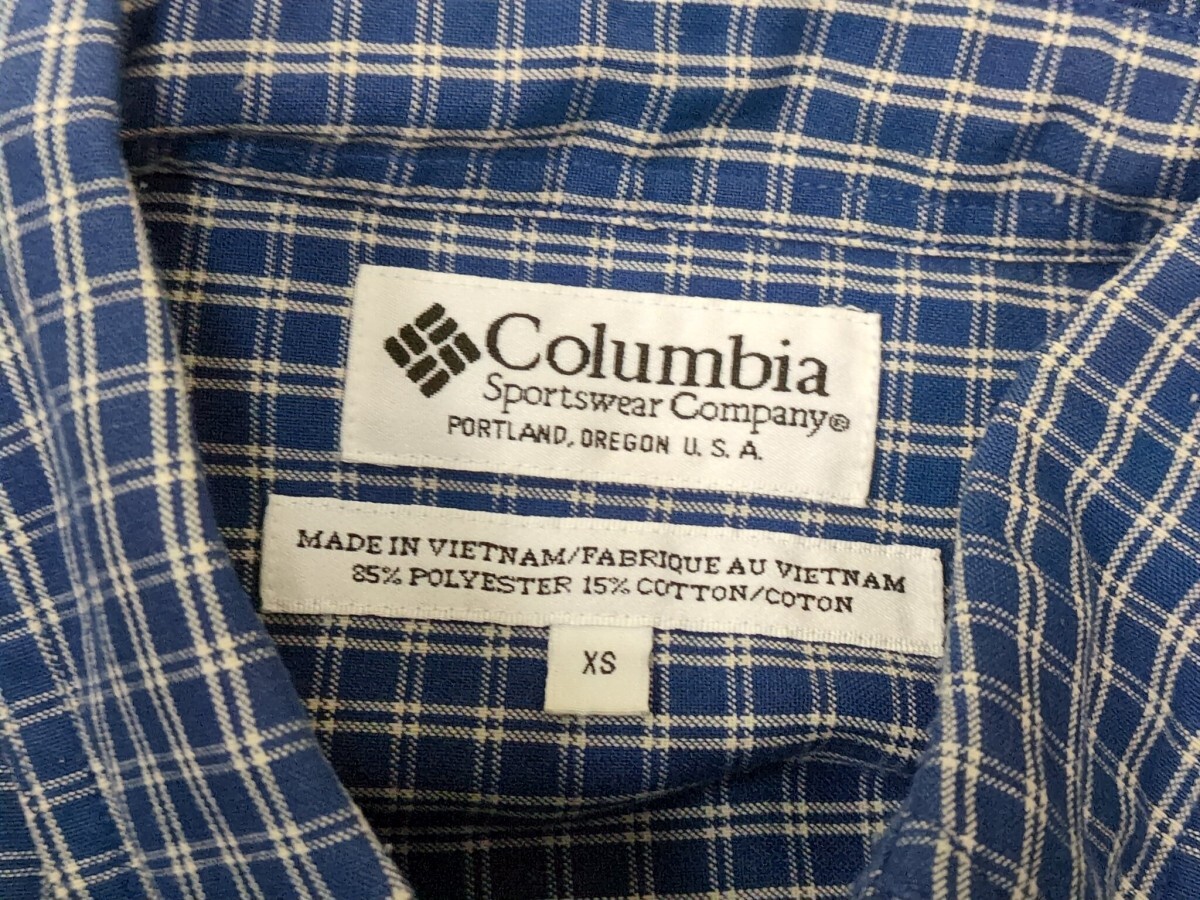 Columbia
Sportswear Company®
PORTLAND, OREGON U.S.A.
MADE IN VIETNAM/FABRIQUE AU VIETNAM
85% POLYESTER 15% COTTON/COTON
XS